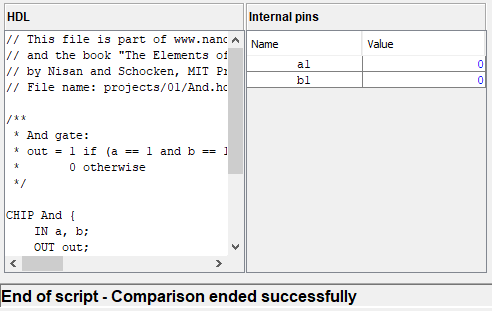 HDL
// This file is part of www.nand
// and the book "The Elements of
// by Nisan and Schocken, MIT Pr
// File name: projects/01/And.hd
/**
* And gate:
* out = 1 if (a == 1 and b == 1
* 0 otherwise
*/
CHIP And {
IN a, b;
OUT out;
Internal pins
Name Value
a1 0
b1 0
End of script - Comparison ended successfully